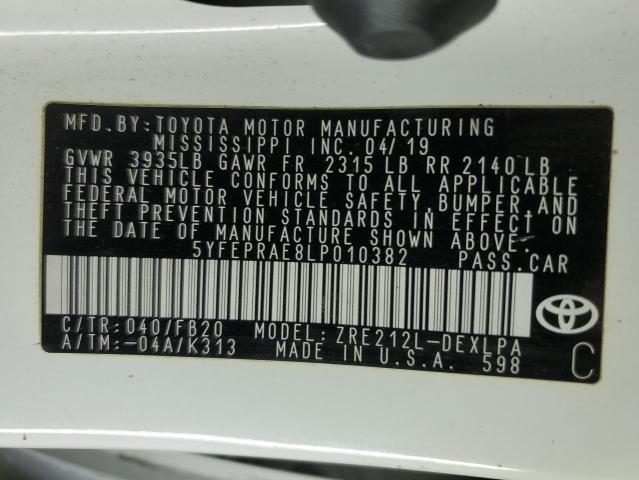 MFD.BY:TOYOTA MOTOR MANUFACTURING
MISSISSIPPI INC. 04/19
GVWR 3935LB GAWR FR 2315 LB RR 2140 LB
THIS VEHICLE CONFORMS TO ALL APPLICABLE
FEDERAL MOTOR VEHICLE SAFETY, BUMPER, AND
THEFT PREVENTION STANDARDS IN EFFECT ON
THE DATE OF MANUFACTURE SHOWN ABOVE.
5YFEPRAE8LP010382 PASS.CAR
C/TR: 040/FB20 MODEL: ZRE212L-DEXLPA
A/TM: -04A/K313 MADE IN U.S.A. 598
C